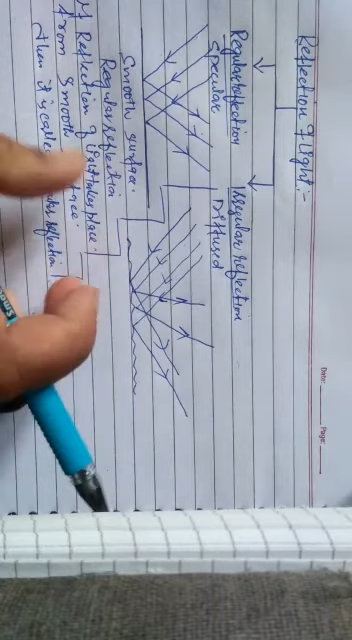 Date: Page:
Reflection of light:-
Regular reflection Irregular reflection
Specular Diffused
Smooth surface.
Regular reflection
If Reflection of light takes place
from smooth
then it is called reflection